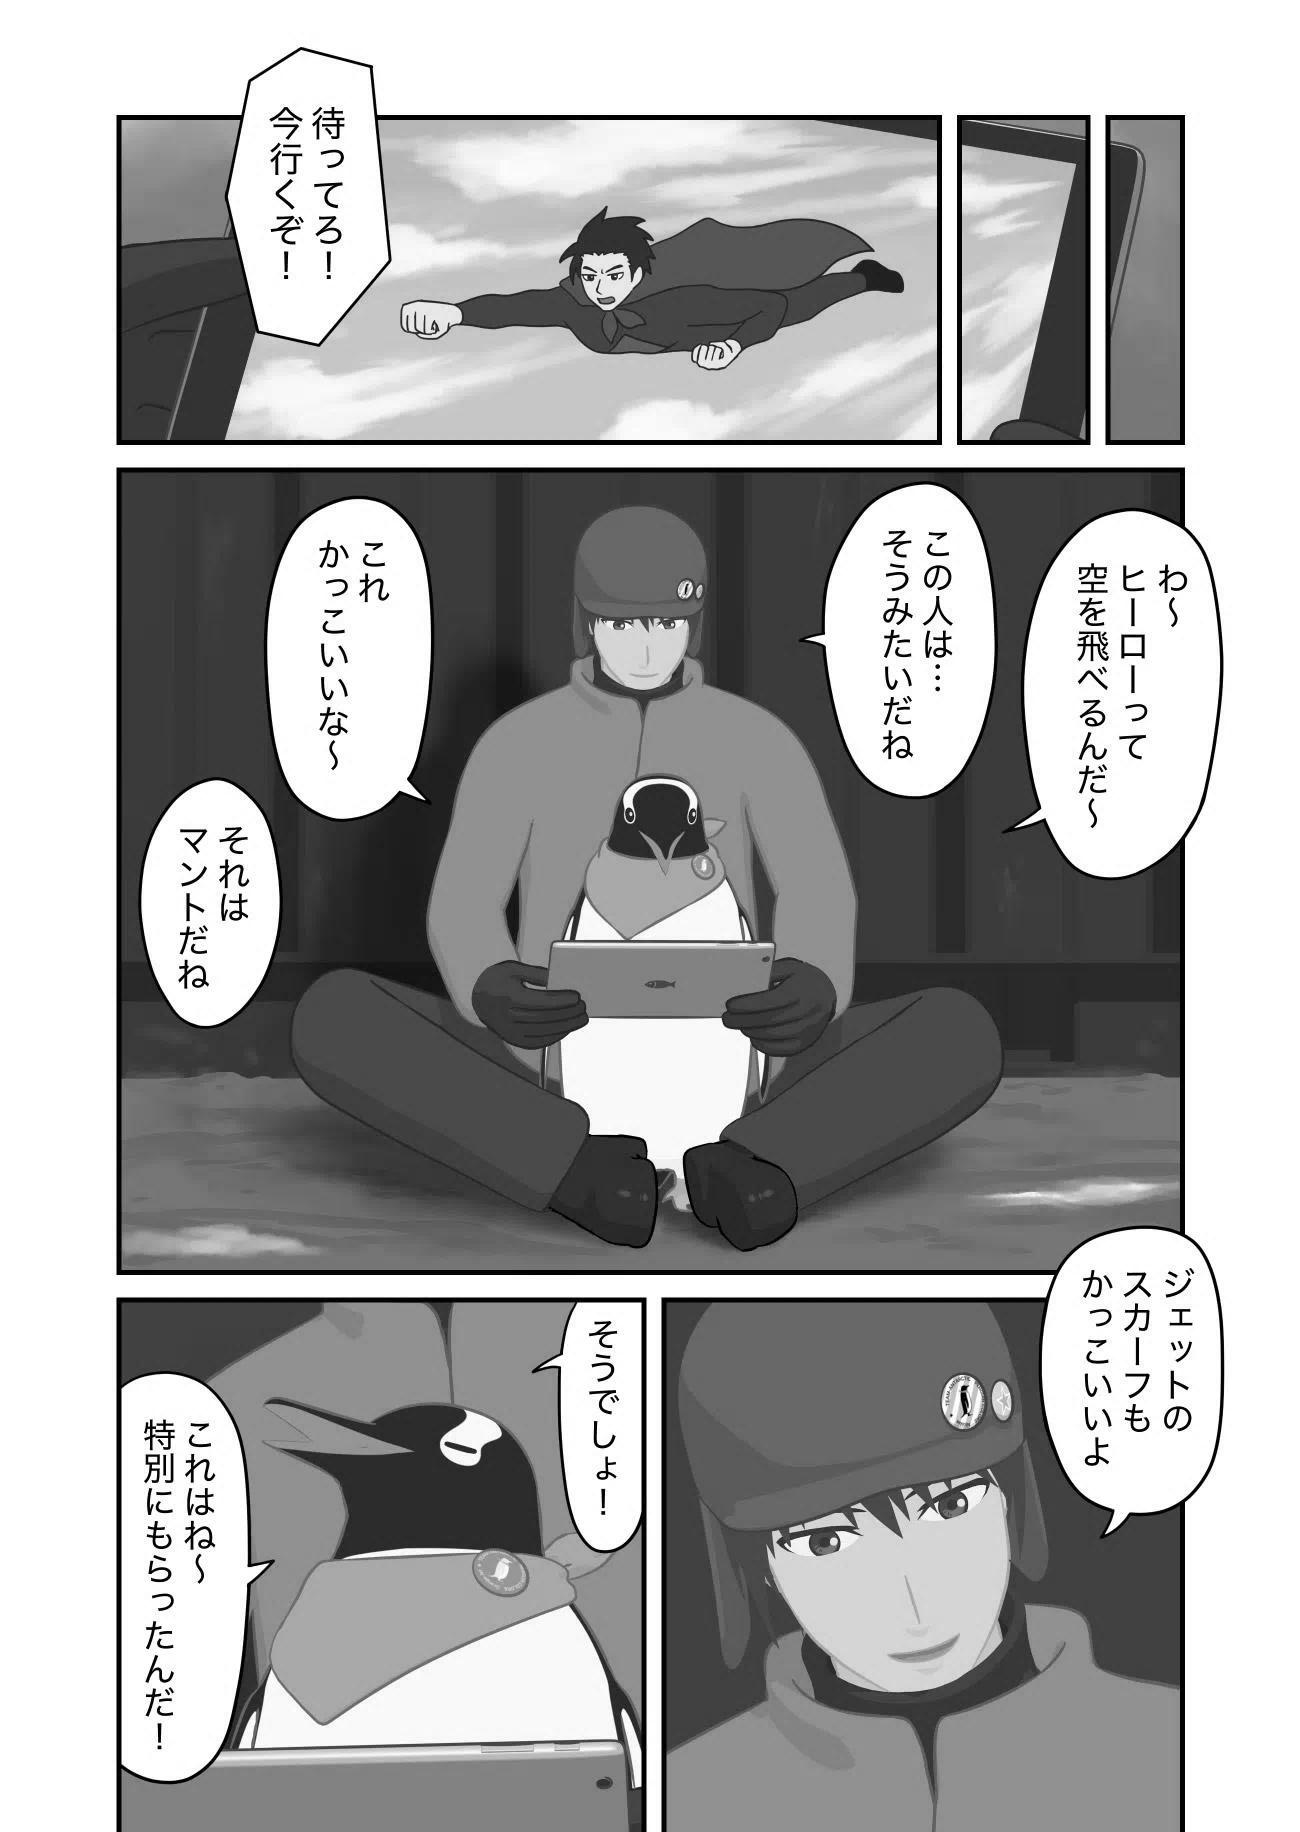 待ってろ！
今行くぞ！
わ〜
ヒーローって
空を飛べるんだ〜
この人は…
そうみたいだね
これ
かっこいいな〜
それは
マントだね
ジェットの
スカーフも
かっこいいよ
TEAM ANTARCTIC
そうでしょ！
これはね〜
特別にもらったんだ！